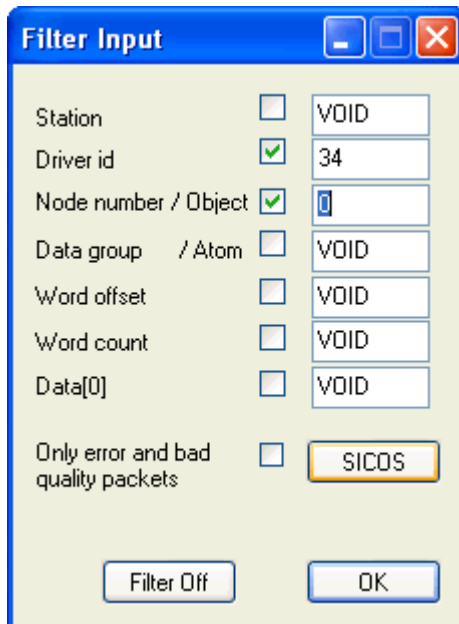 Filter Input
Station VOID
Driver id 34
Node number / Object 0
Data group / Atom VOID
Word offset VOID
Word count VOID
Data[0] VOID
Only error and bad
quality packets
SICOS
Filter Off OK